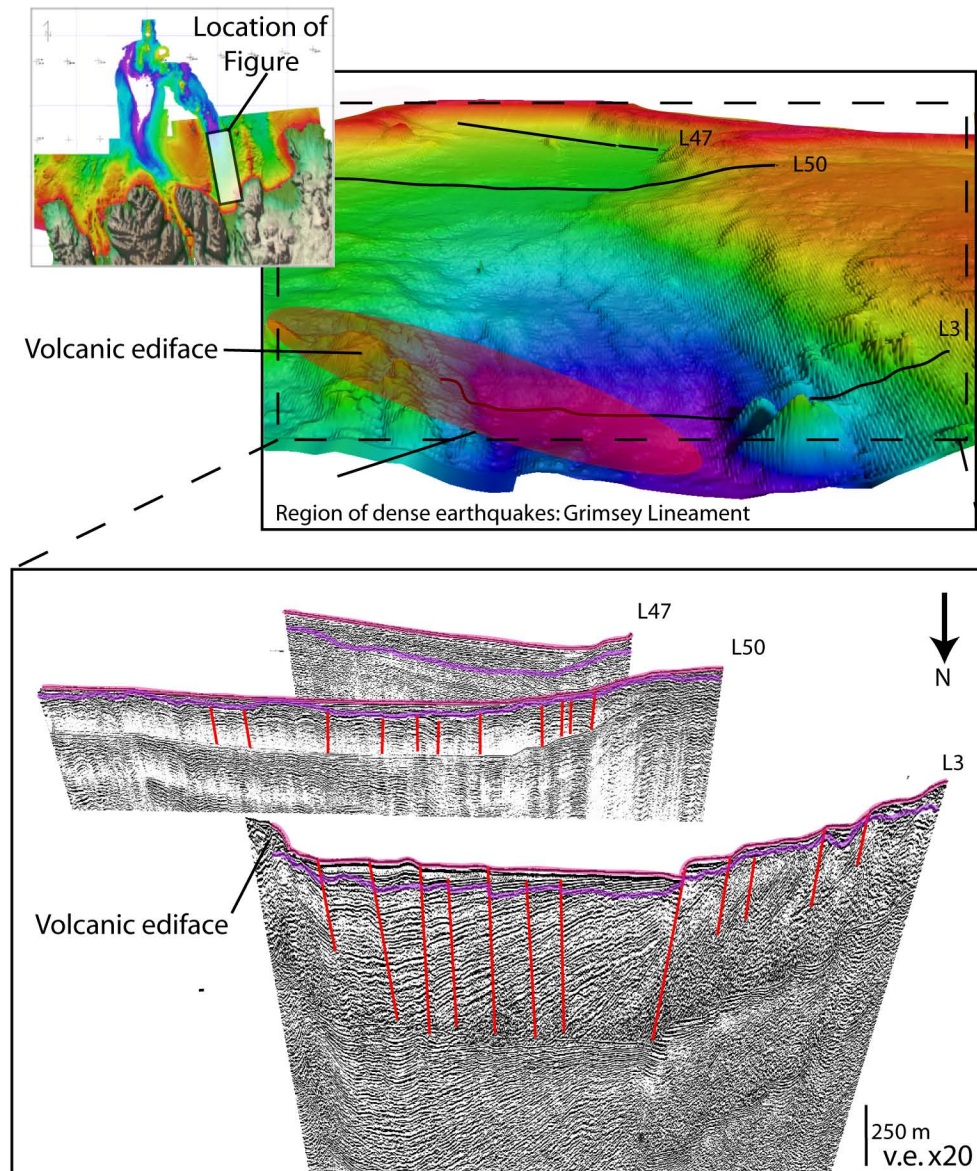 Location of
Figure
L47
L50
L3
Volcanic ediface
Region of dense earthquakes: Grimsey Lineament
L47
L50
N
L3
Volcanic ediface
250 m
v.e. x20